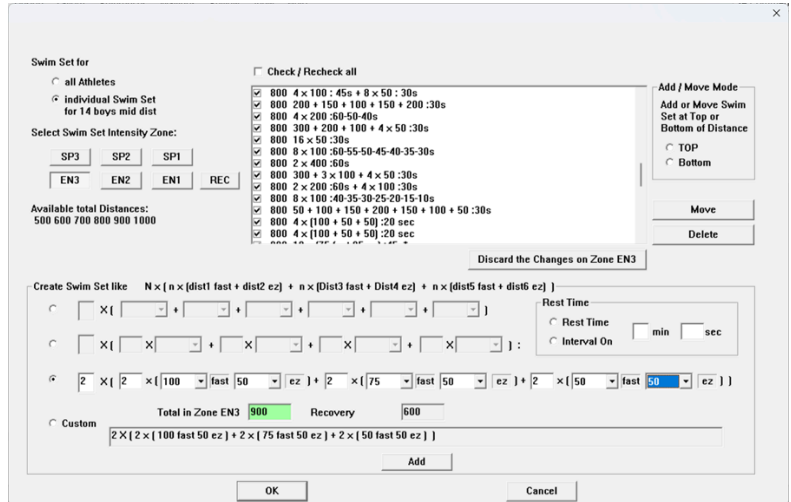 Swim Set for
all Athletes
individual Swim Set
for 14 boys mid dist
Select Swim Set Intensity Zone:
SP3 SP2 SP1
EN3 EN2 EN1 REC
Available total Distances:
500 600 700 800 900 1000
Check / Recheck all
800 4 x 100 : 45s + 8 x 50 : 30s
800 200 + 150 + 100 + 150 + 200 :30s
800 4 x 200 :60-50-40s
800 300 + 200 + 100 + 4 x 50 :30s
800 16 x 50 :30s
800 8 x 100 :60-55-50-45-40-35-30s
800 2 x 400 :60s
800 300 + 3 x 100 + 4 x 50 :30s
800 2 x 200 :60s + 4 x 100 :30s
800 8 x 100 :40-35-30-25-20-15-10s
800 50 + 100 + 150 + 200 + 150 + 100 + 50 :30s
800 4 x (100 + 50 + 50) :20 sec
800 4 x (100 + 50 + 50) :20 sec
Discard the Changes on Zone EN3
Add / Move Mode
Add or Move Swim
Set at Top or
Bottom of Distance
TOP
Bottom
Move
Delete
Create Swim Set like N x ( n x (dist1 fast + dist2 ez) + n x (Dist3 fast + Dist4 ez) + n x (dist5 fast + dist6 ez) )
X ( + + + + + )
Rest Time
Rest Time
Interval On
min sec
X ( X + X + X + X ) :
2 X ( 2 x ( 100 fast 50 ez ) + 2 x ( 75 fast 50 ez ) + 2 x ( 50 fast 50 ez ) )
Total in Zone EN3 900 Recovery 600
Custom
2 X ( 2 x ( 100 fast 50 ez ) + 2 x ( 75 fast 50 ez ) + 2 x ( 50 fast 50 ez ) )
Add
OK Cancel